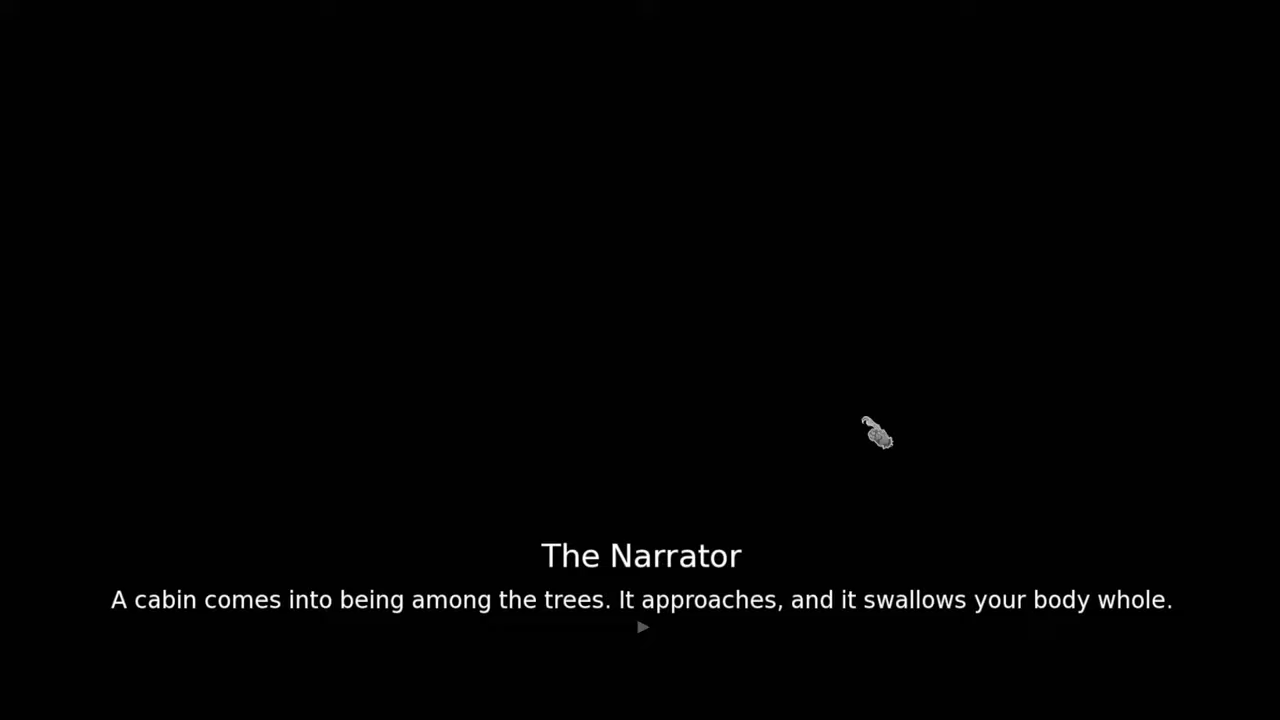 The Narrator
A cabin comes into being among the trees. It approaches, and it swallows your body whole.